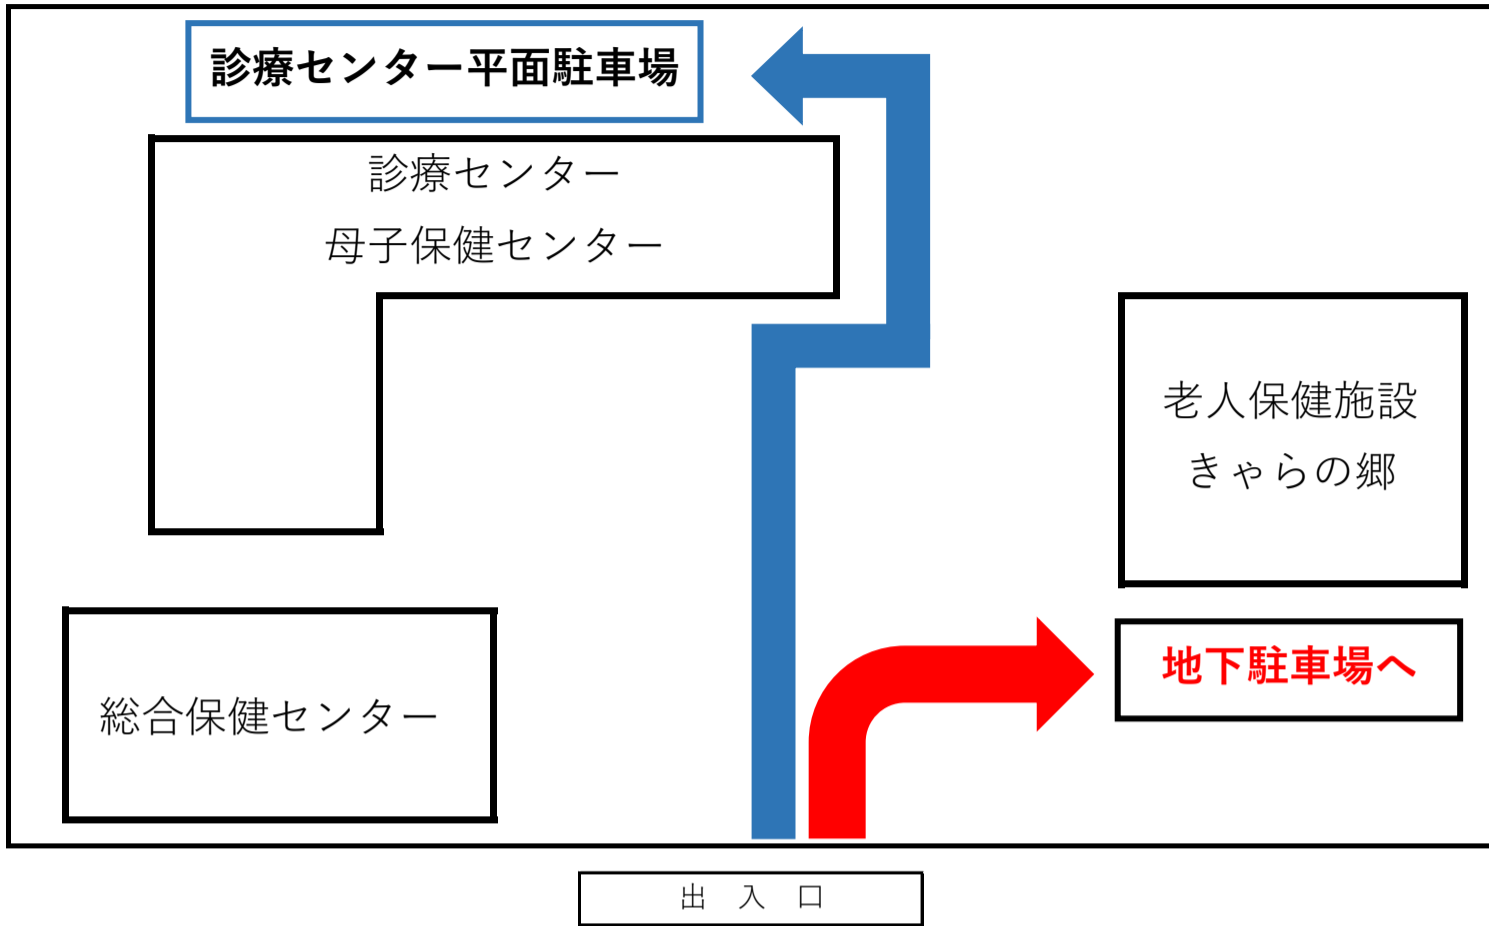 診療センター平面駐車場
診療センター
母子保健センター
老人保健施設
きゃらの郷
地下駐車場へ
総合保健センター
出 入 口